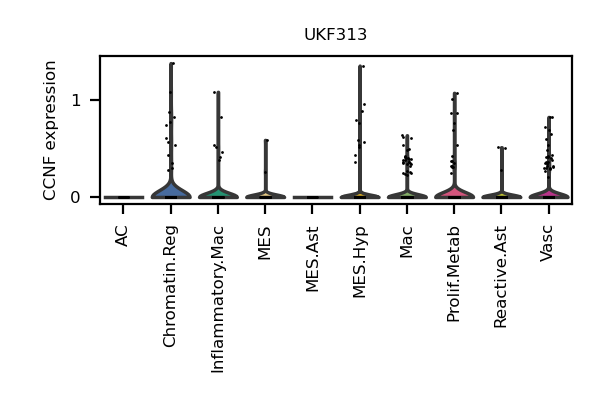 UKF313
CCNF expression
1
0
AC
Chromatin.Reg
Inflammatory.Mac
MES
MES.Ast
MES.Hyp
Mac
Prolif.Metab
Reactive.Ast
Vasc